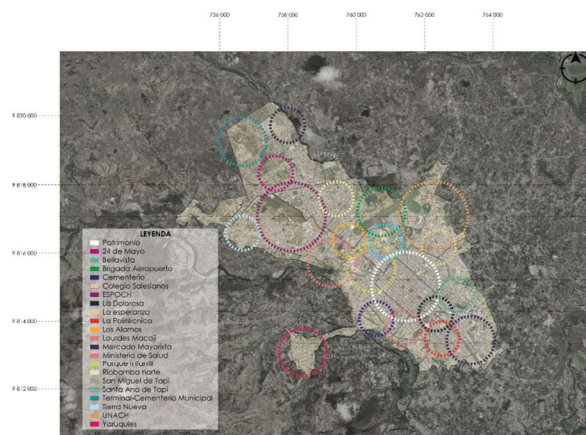 756 000 758 000 760 000 762 000 764 000
9 820 000
9 818 000
9 816 000
9 814 000
9 812 000
LEYENDA
Patrimonio
24 de Mayo
Bellavista
Brigada Aeropuerto
Cementerio
Colegio Salesianos
ESPOCH
La Dolorosa
La esperanza
La Politécnica
Los Alamos
Lourdes Macají
Mercado Mayorista
Ministerio de Salud
Parque Infantil
Riobamba norte
San Miguel de Tapi
Santa Ana de Tapi
Terminal-Cementerio Municipal
Tierra Nueva
UNACH
Yaruquies